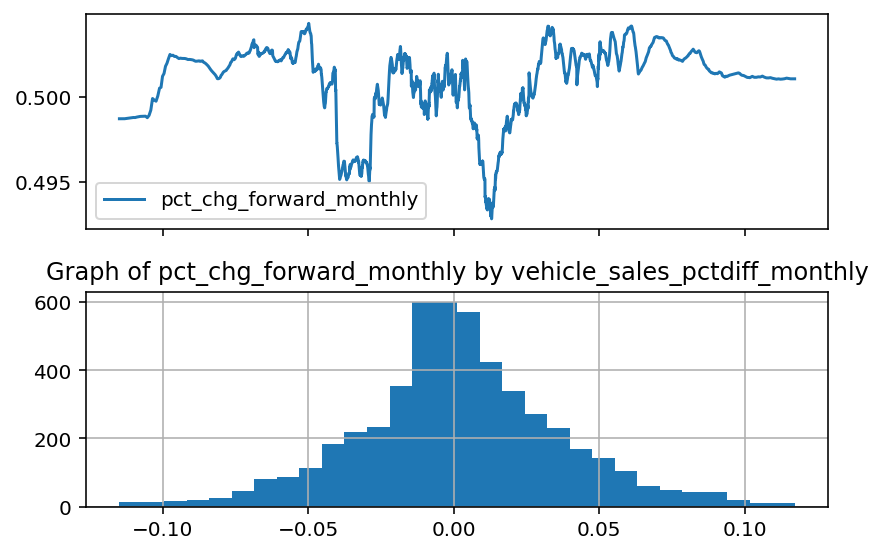 0.500
0.495
pct_chg_forward_monthly
Graph of pct_chg_forward_monthly by vehicle_sales_pctdiff_monthly
600
400
200
0
−0.10 −0.05 0.00 0.05 0.10